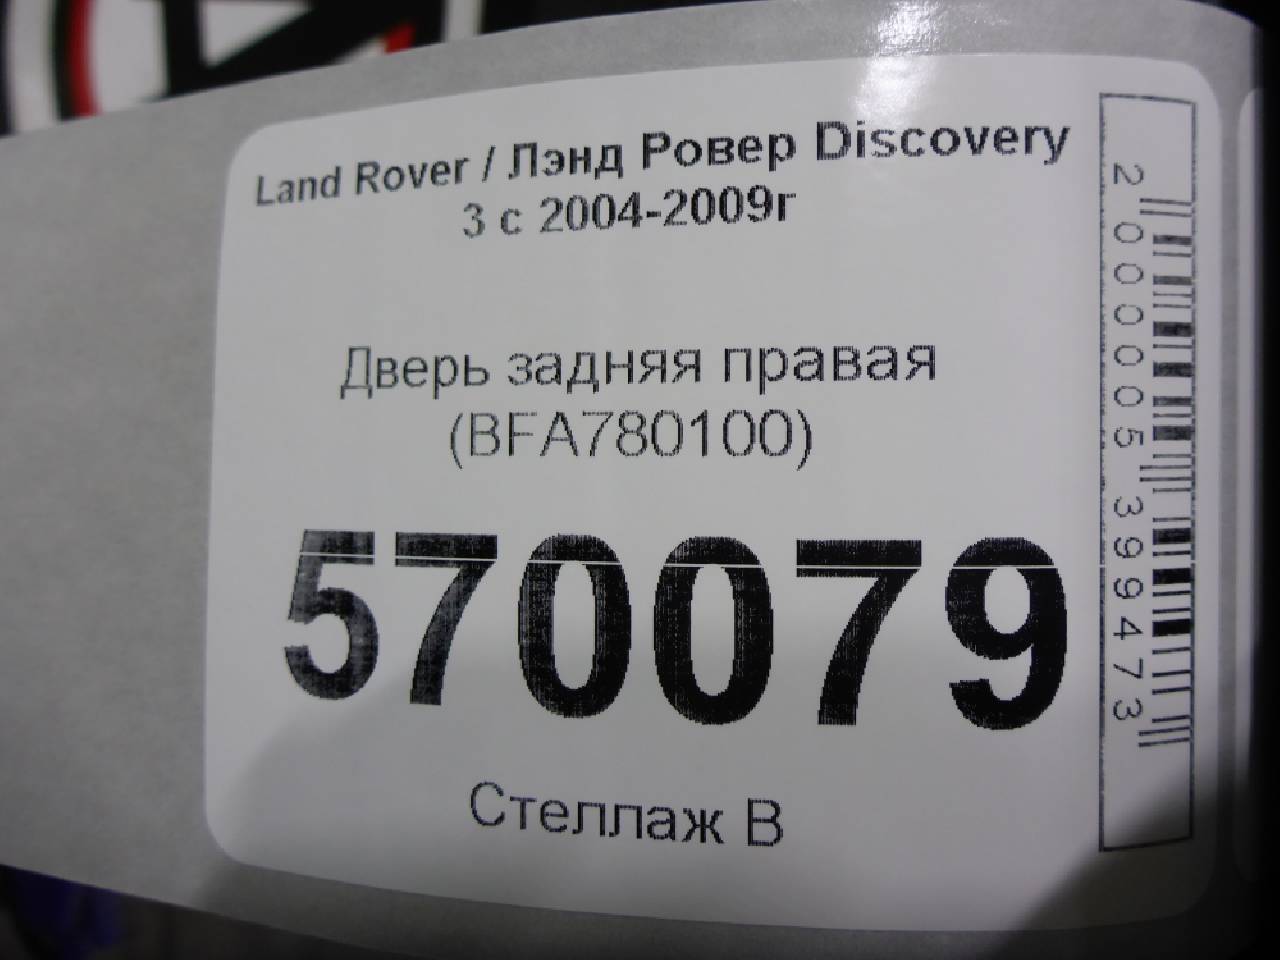 Land Rover / Лэнд Ровер Discovery
3 с 2004-2009г
Дверь задняя правая
(BFA780100)
570079
Стеллаж В
2000005399473